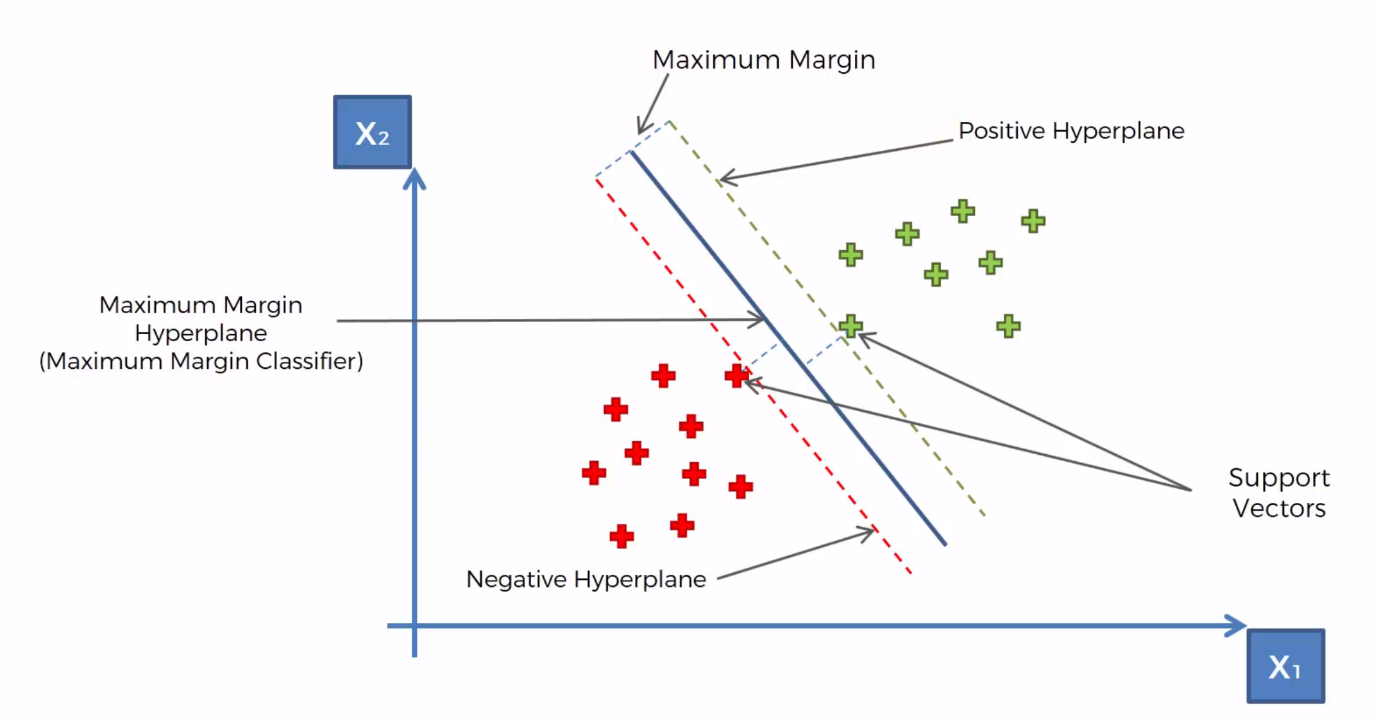 Maximum Margin
X₂
Positive Hyperplane
Maximum Margin
Hyperplane
(Maximum Margin Classifier)
Support
Vectors
Negative Hyperplane
X₁